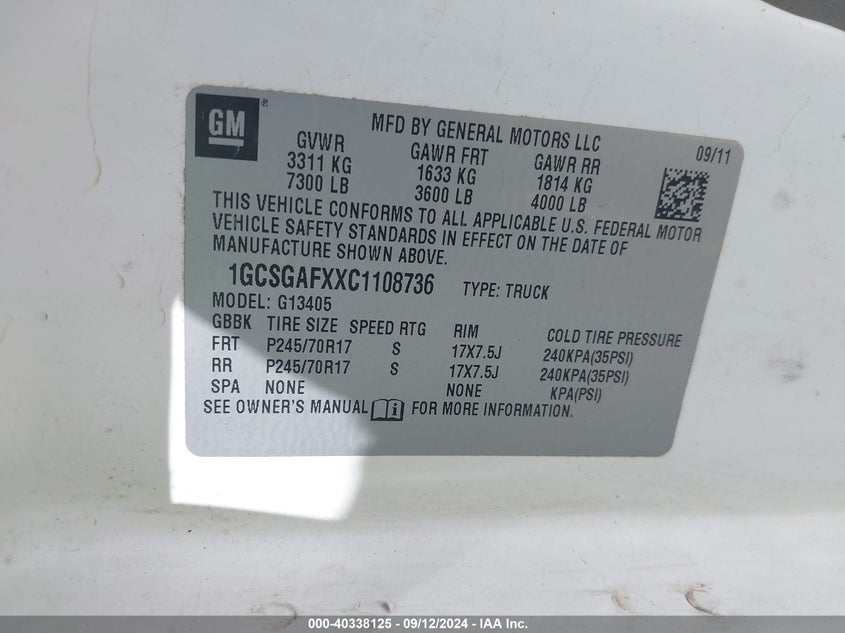 GM ®
MFD BY GENERAL MOTORS LLC
09/11
GVWR GAWR FRT GAWR RR
3311 KG 1633 KG 1814 KG
7300 LB 3600 LB 4000 LB
THIS VEHICLE CONFORMS TO ALL APPLICABLE U.S. FEDERAL MOTOR
VEHICLE SAFETY STANDARDS IN EFFECT ON THE DATE OF
MANUFACTURE SHOWN ABOVE.
1GCSGAFXXC1108736 TYPE: TRUCK
MODEL: G13405
GBBK TIRE SIZE SPEED RTG RIM COLD TIRE PRESSURE
FRT P245/70R17 S 17X7.5J 240KPA(35PSI)
RR P245/70R17 S 17X7.5J 240KPA(35PSI)
SPA NONE NONE KPA(PSI)
SEE OWNER'S MANUAL i FOR MORE INFORMATION.
000-40338125 - 09/12/2024 - IAA Inc.